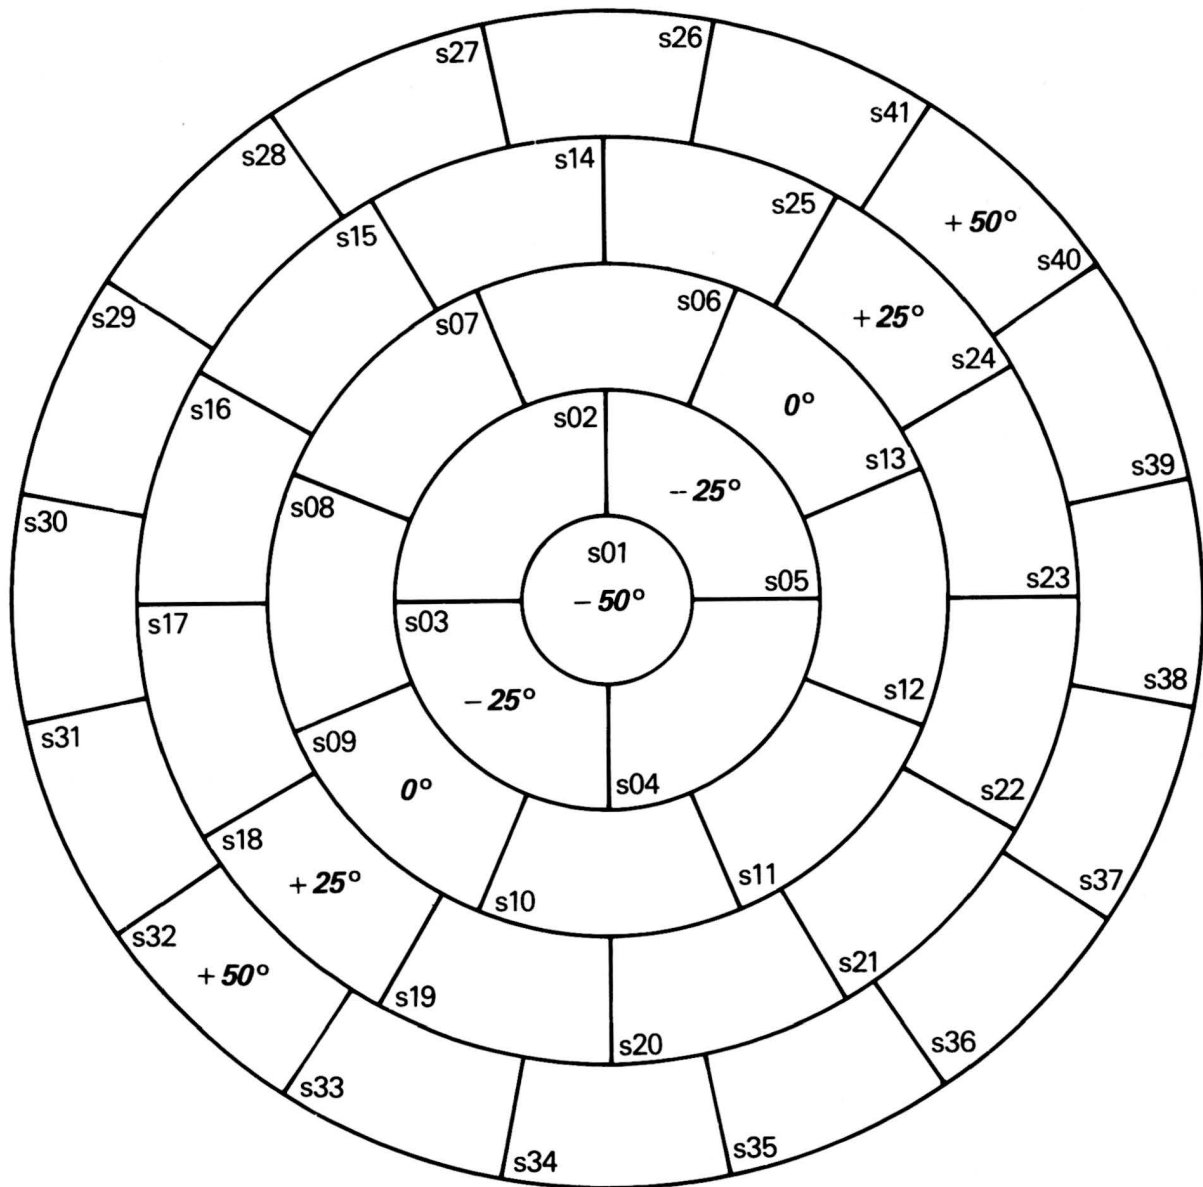 s26
s27
s41
s28
s14
s25
+ 50°
s15
s40
s06
s29
s07
+ 25°
s24
s16
s02
0°
s13
s39
-- 25°
s08
s30
s01
s05
s23
– 50°
s03
s17
s38
– 25°
s12
s31
s09
s04
0°
s22
s18
+ 25°
s11
s37
s10
s32
+ 50°
s21
s19
s20
s36
s33
s35
s34